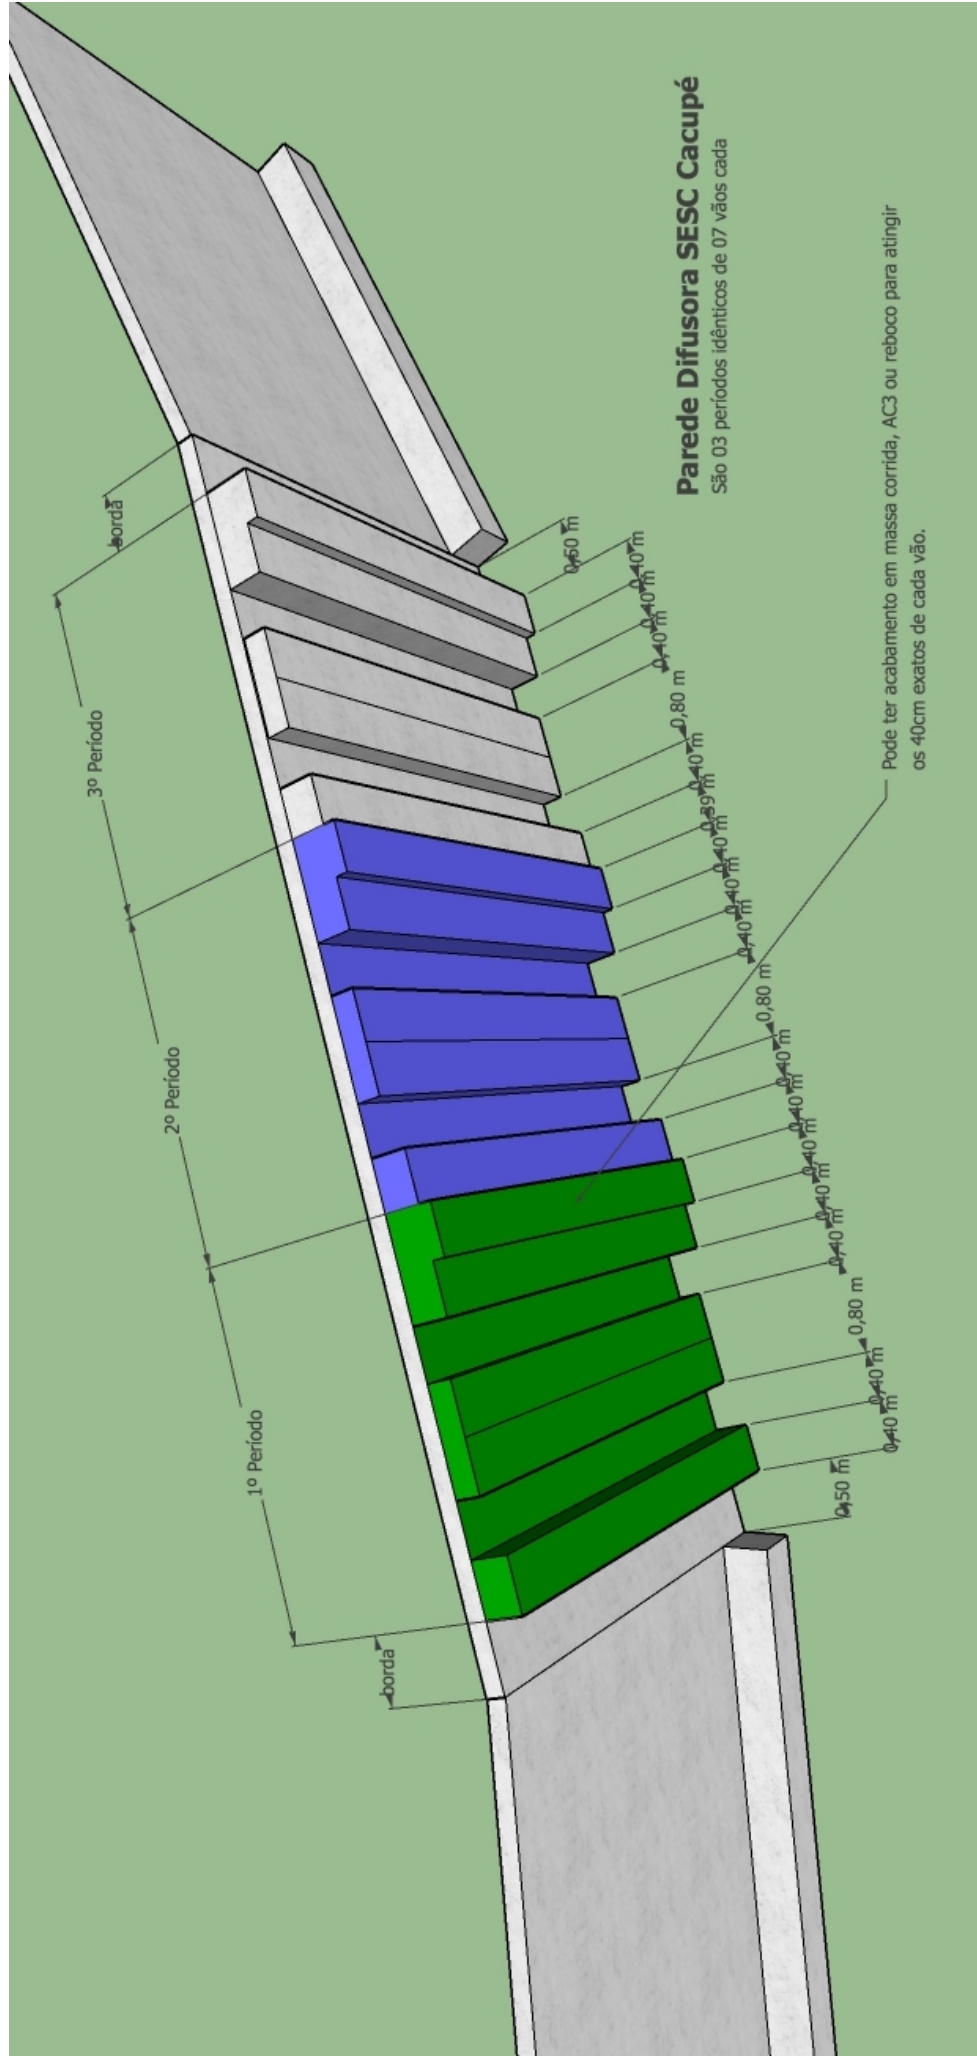 1º Período
2º Período
3º Período
borda
borda
Parede Difusora SESC Cacupé
São 03 períodos idênticos de 07 vãos cada
0,50 m
0,40 m
0,40 m
0,80 m
0,40 m
0,40 m
0,40 m
0,40 m
0,40 m
0,80 m
0,40 m
0,40 m
0,40 m
0,39 m
0,40 m
0,80 m
0,40 m
0,40 m
0,40 m
Pode ter acabamento em massa corrida, AC3 ou reboco para atingir
os 40cm exatos de cada vão.